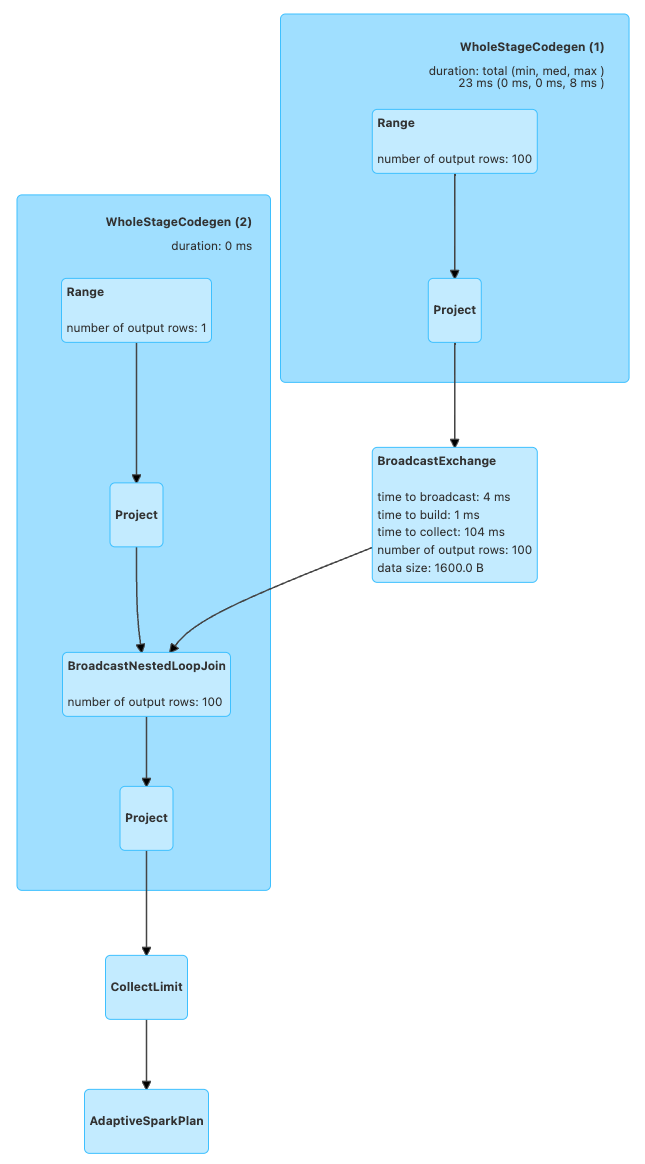 WholeStageCodegen (1)
duration: total (min, med, max )
23 ms (0 ms, 0 ms, 8 ms )
Range
number of output rows: 100
Project
WholeStageCodegen (2)
duration: 0 ms
Range
number of output rows: 1
Project
BroadcastExchange
time to broadcast: 4 ms
time to build: 1 ms
time to collect: 104 ms
number of output rows: 100
data size: 1600.0 B
BroadcastNestedLoopJoin
number of output rows: 100
Project
CollectLimit
AdaptiveSparkPlan